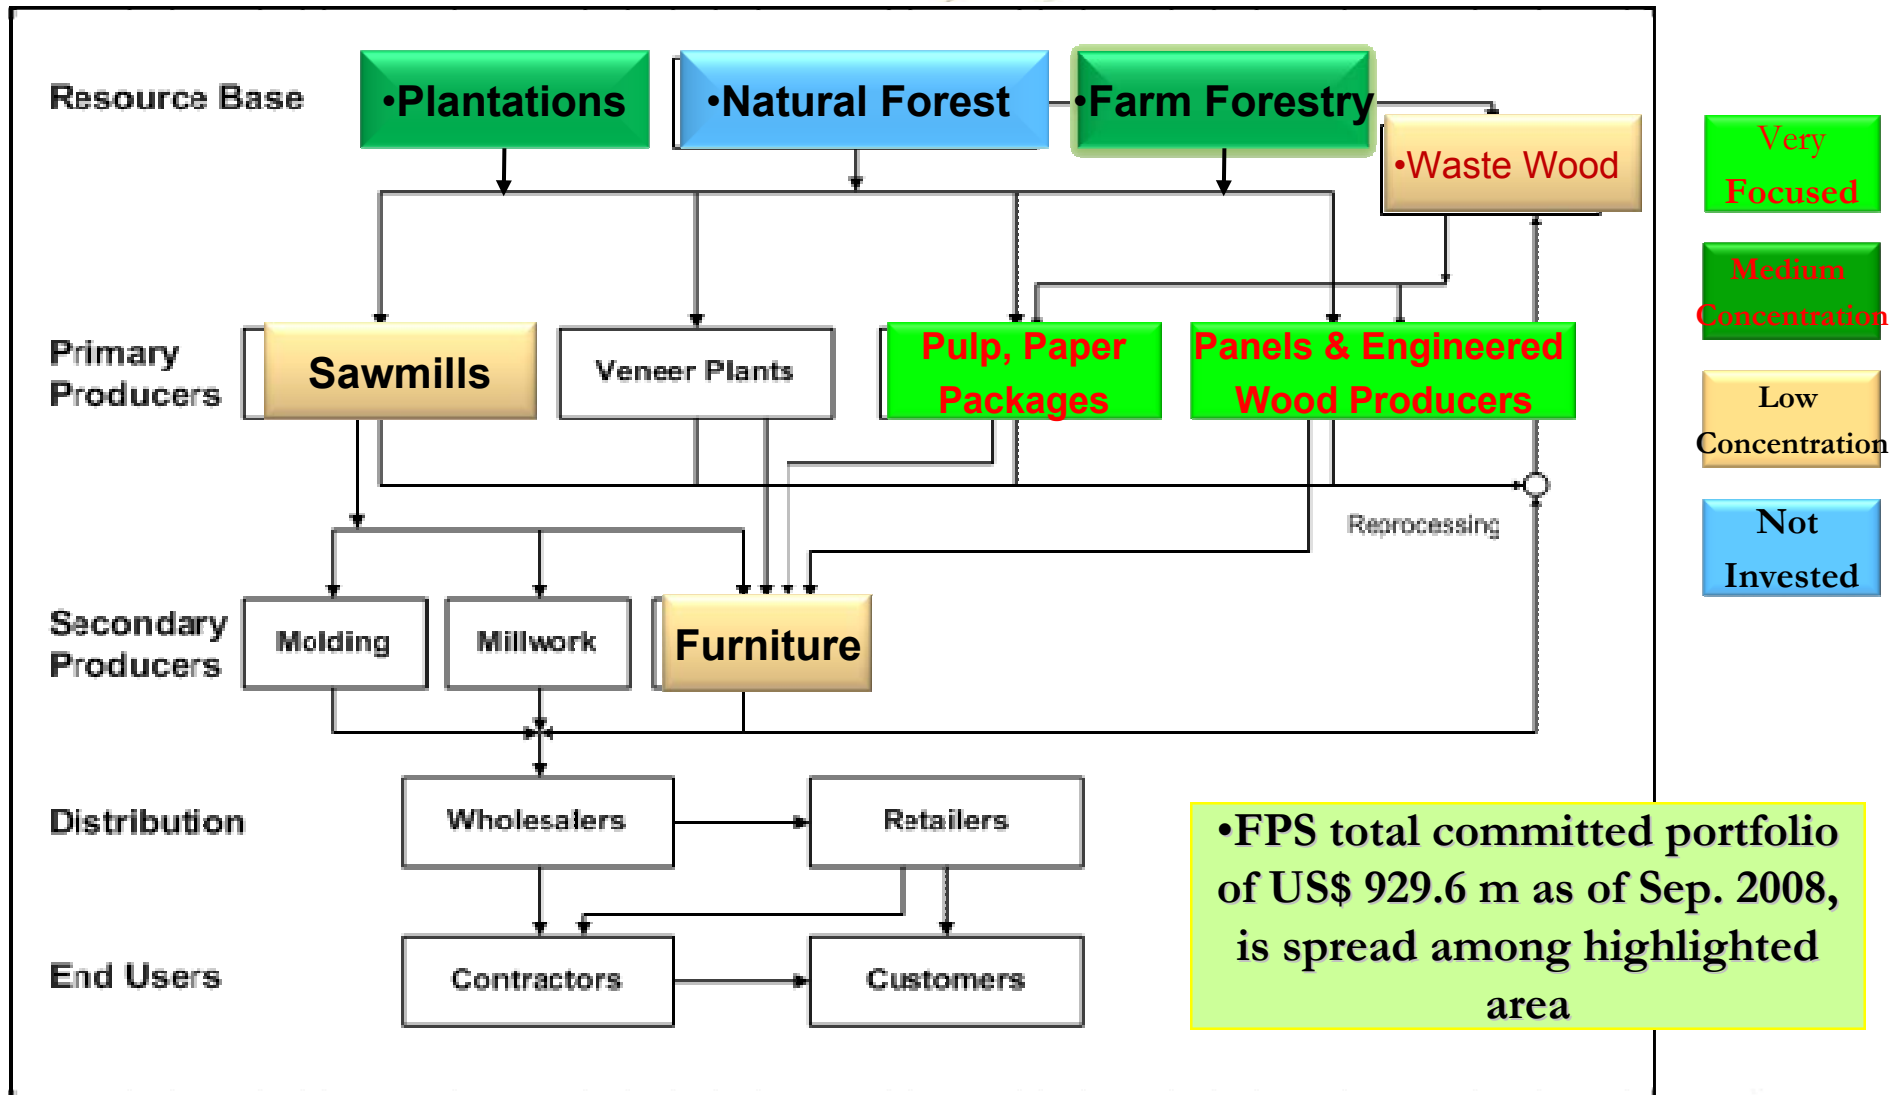 Resource Base
•Plantations
•Natural Forest
•Farm Forestry
•Waste Wood
Very
Focused
Medium
Concentration
Low
Concentration
Not
Invested
Primary
Producers
Sawmills
Veneer Plants
Pulp, Paper
Packages
Panels & Engineered
Wood Producers
Reprocessing
Secondary
Producers
Molding
Millwork
Furniture
Distribution
Wholesalers
Retailers
•FPS total committed portfolio
of US$ 929.6 m as of Sep. 2008,
is spread among highlighted
area
End Users
Contractors
Customers